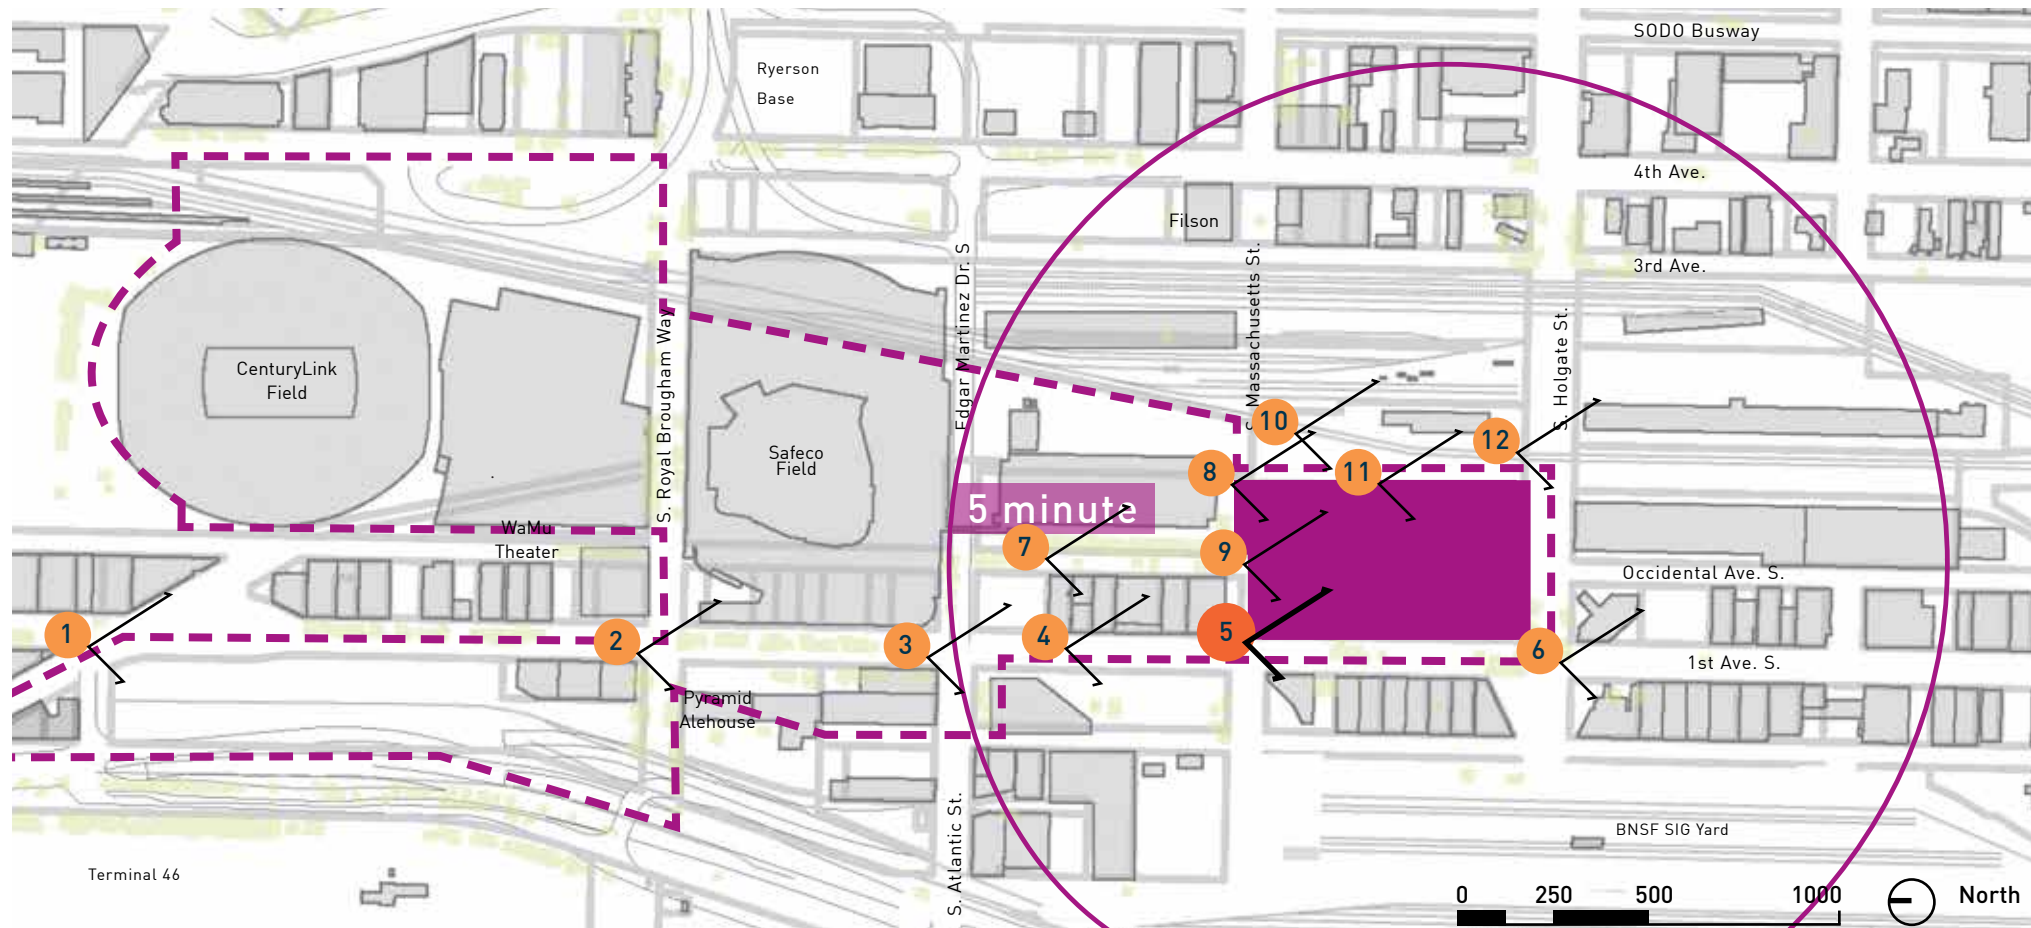 SODO Busway
Ryerson
Base
4th Ave.
Filson
3rd Ave.
S. Royal Brougham Way
Edgar Martinez Dr. S
S. Massachusetts St.
S. Holgate St.
CenturyLink
Field
Safeco
Field
10
12
8
11
5 minute
WaMu
Theater
7
9
Occidental Ave. S.
1
2
3
4
5
6
1st Ave. S.
Pyramid
Alehouse
S. Atlantic St.
BNSF SIG Yard
Terminal 46
0 250 500 1000
North